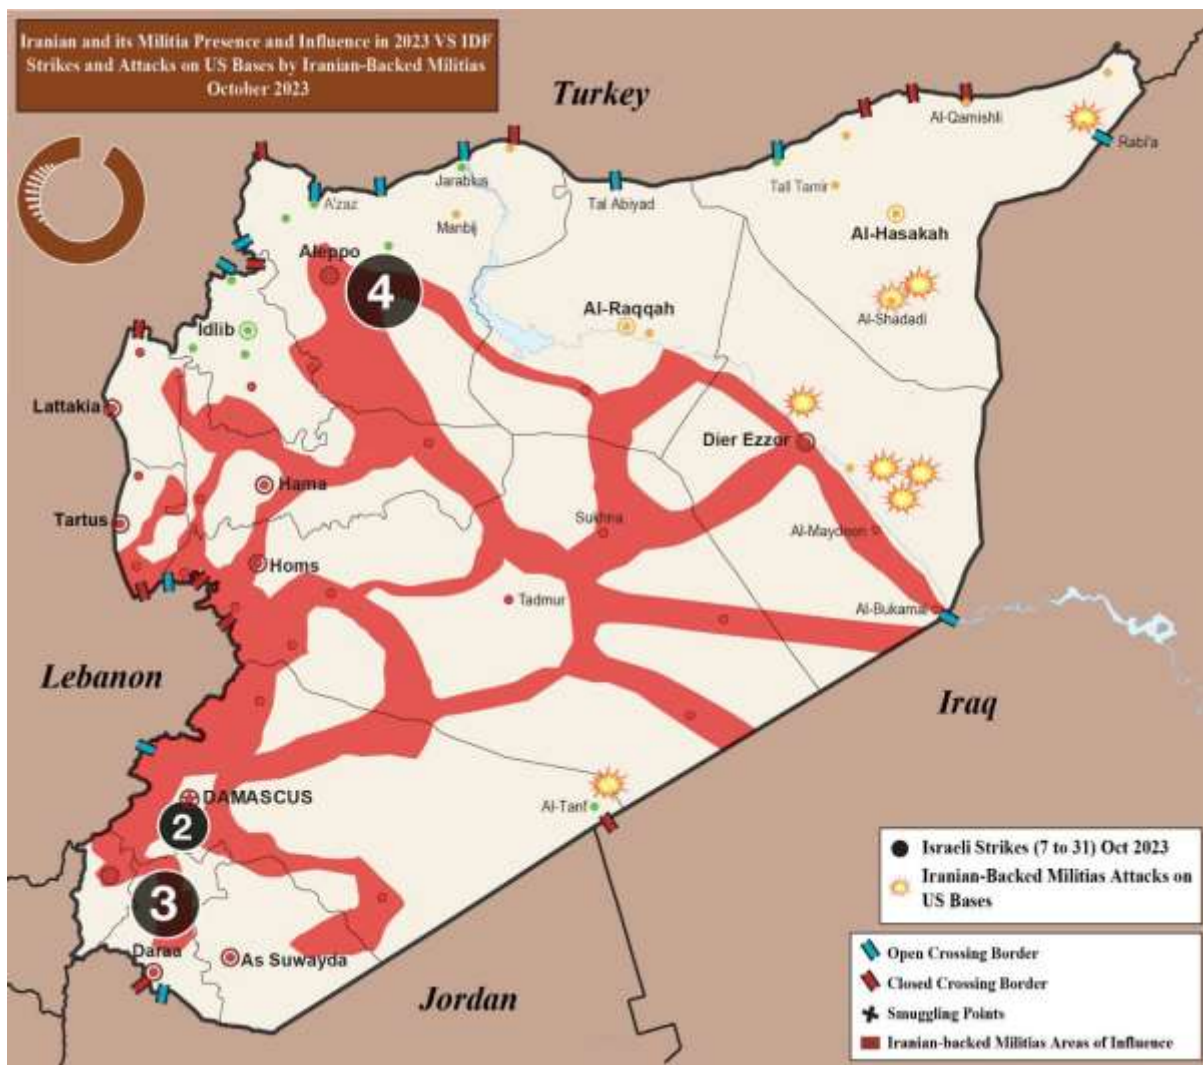 Iranian and its Militia Presence and Influence in 2023 VS IDF
Strikes and Attacks on US Bases by Iranian-Backed Militias
October 2023
Turkey
Al-Qamishli
Rabi'a
Jarablus
A'zaz
Tal Abiyad
Tall Tamir
Manbij
Al-Hasakah
Aleppo
4
Al-Raqqah
Al-Shadadi
Idlib
Lattakia
Dier Ezzor
Hama
Tartus
Sukhna
Al-Maydeen
Homs
Tadmur
Al-Bukamal
Lebanon
Iraq
DAMASCUS
Al-Tanf
2
3
Daraa
As Suwayda
Jordan
Israeli Strikes (7 to 31) Oct 2023
Iranian-Backed Militias Attacks on
US Bases
Open Crossing Border
Closed Crossing Border
Smuggling Points
Iranian-backed Militias Areas of Influence